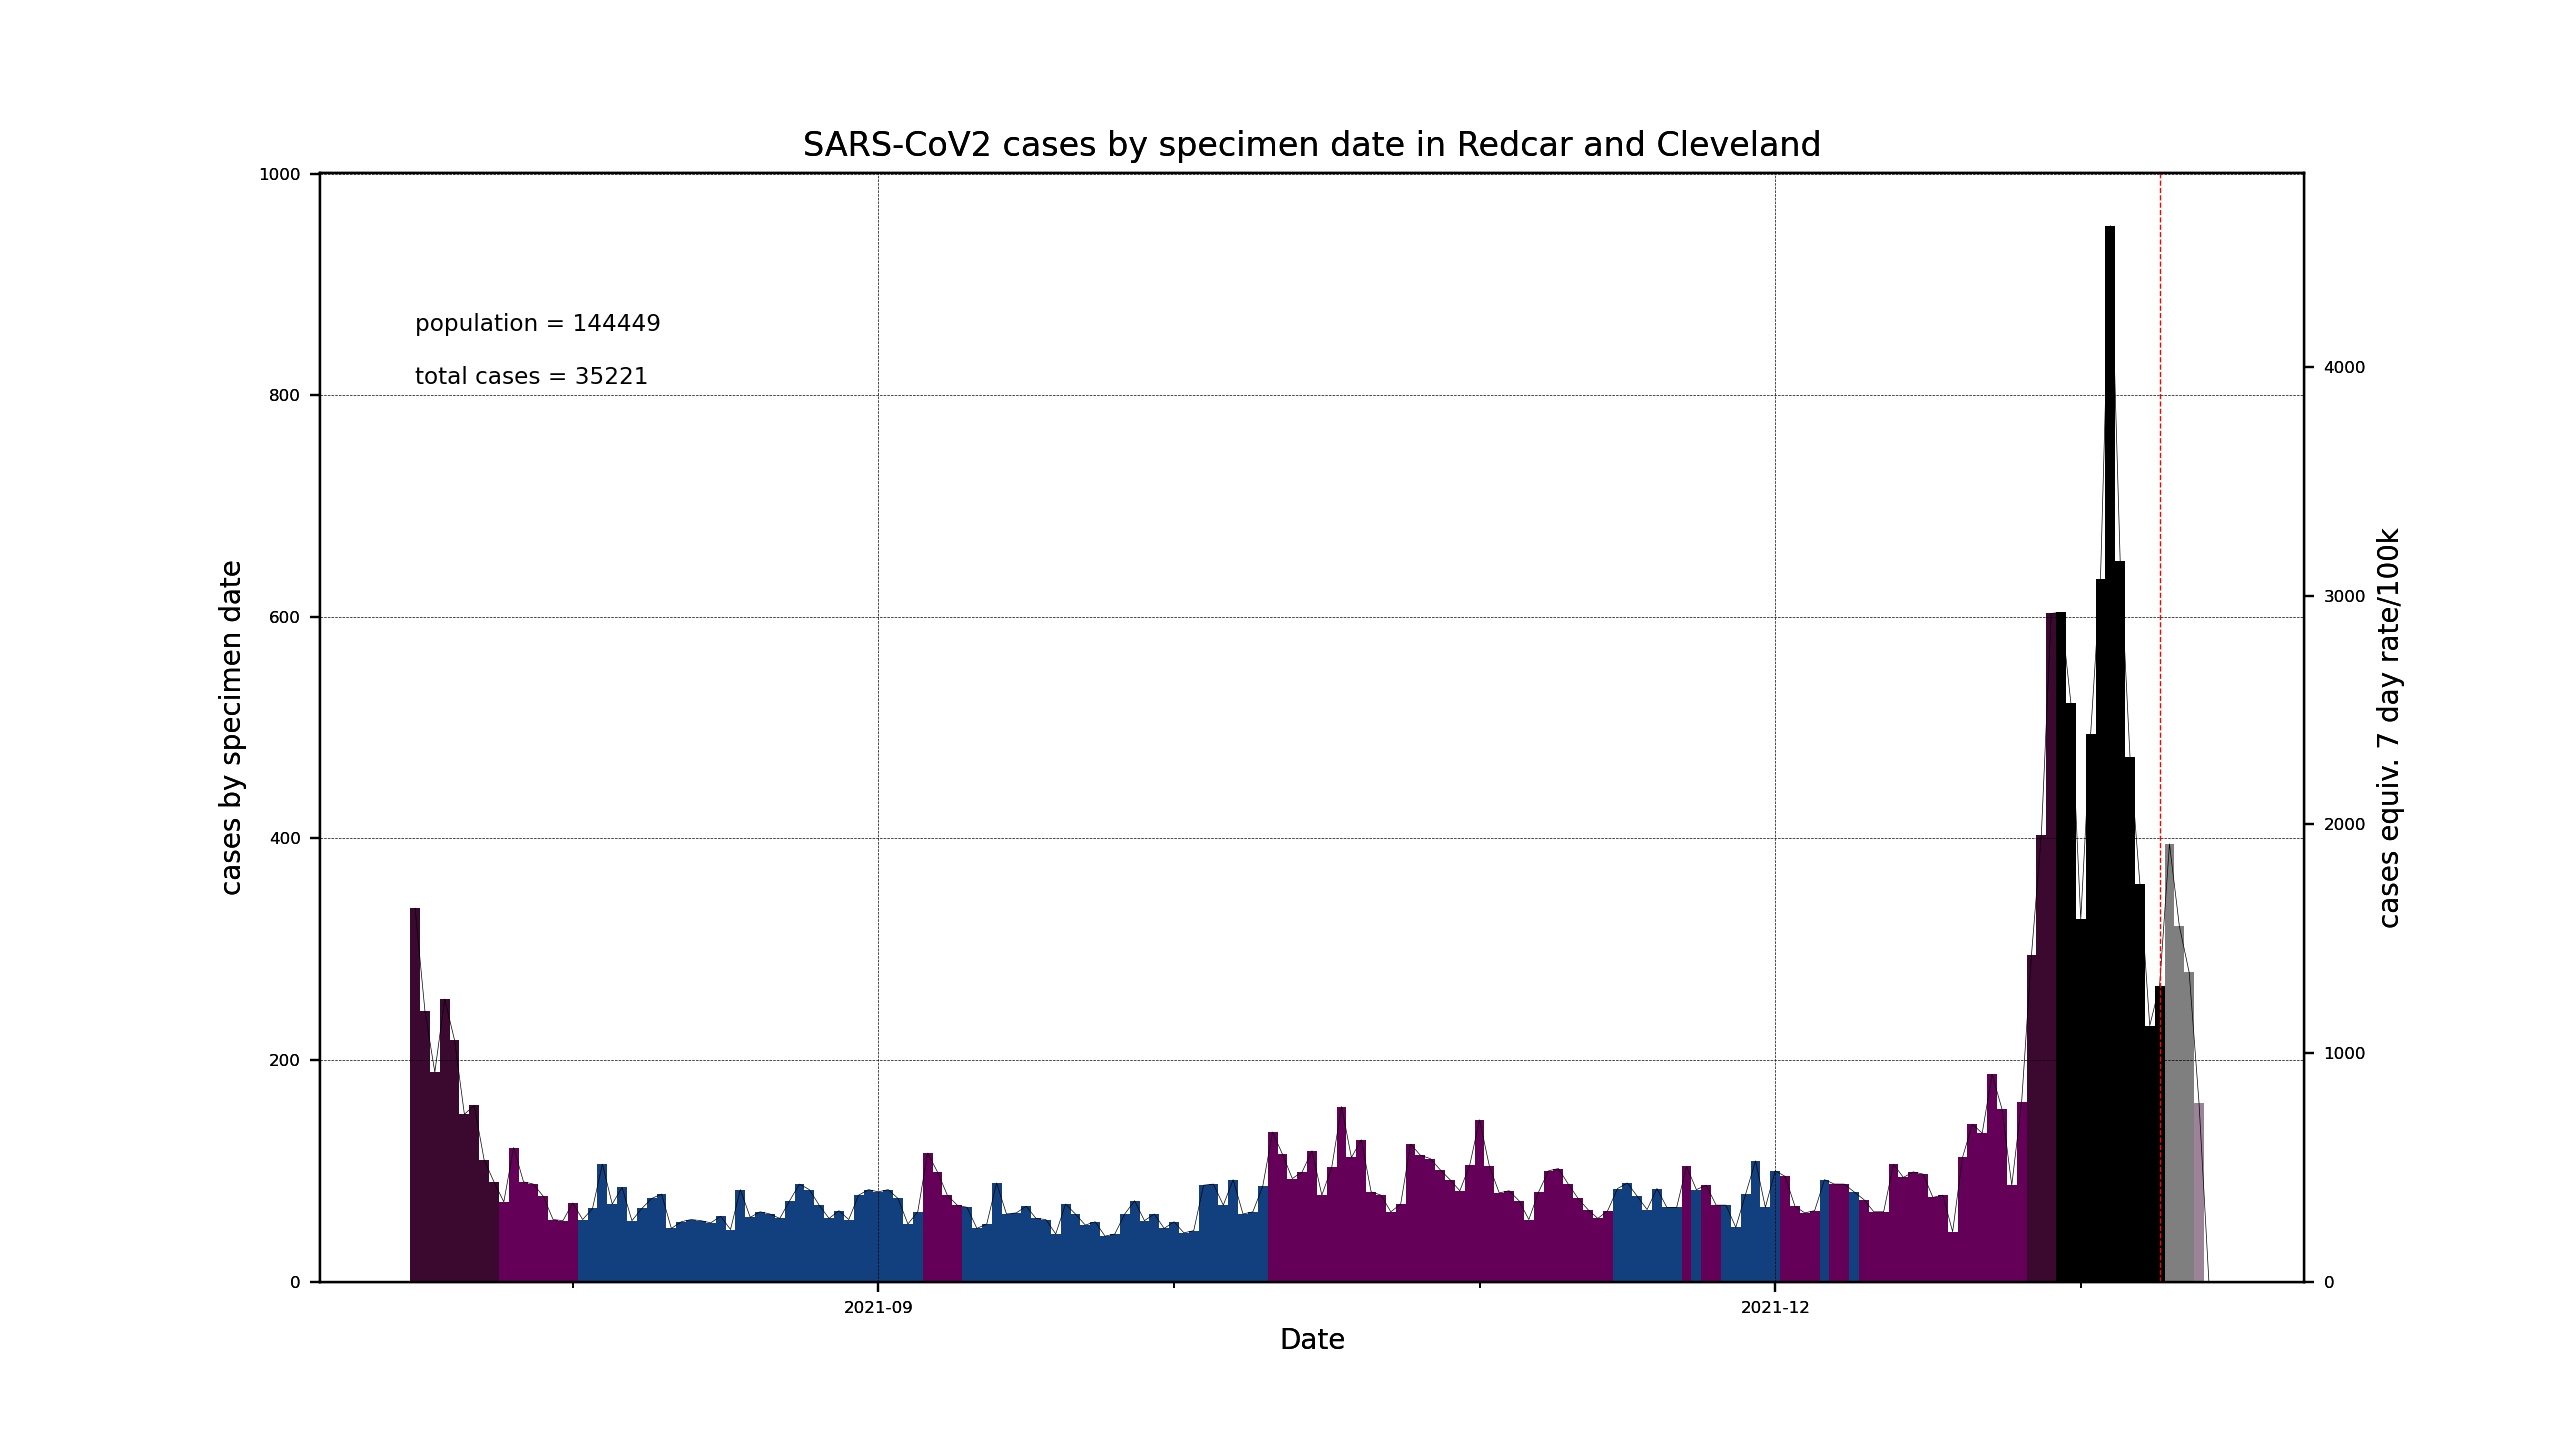 SARS-CoV2 cases by specimen date in Redcar and Cleveland
1000
800
600
400
200
0
cases by specimen date
population = 144449
total cases = 35221
4000
3000
2000
1000
0
cases equiv. 7 day rate/100k
2021-09
2021-12
Date